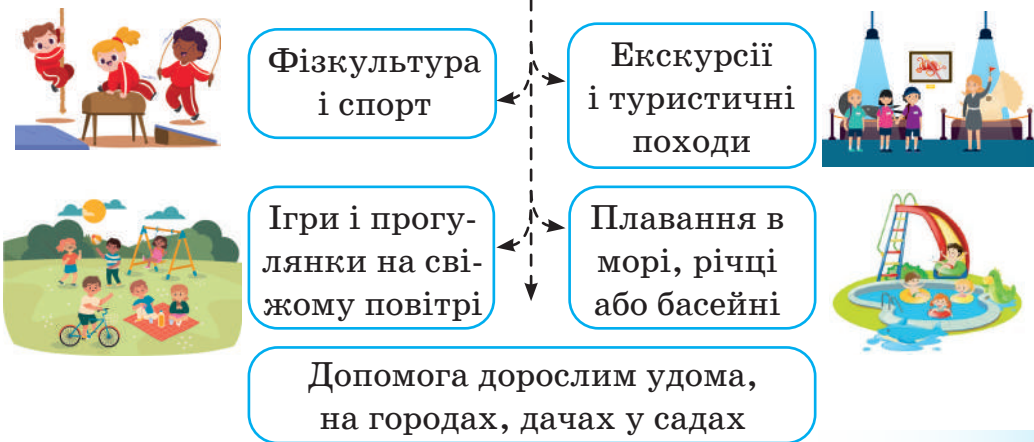 Фізкультура
і спорт
Екскурсії
і туристичні
походи
Ігри і прогу-
лянки на сві-
жому повітрі
Плавання в
морі, річці
або басейні
Допомога дорослим удома,
на городах, дачах у садах